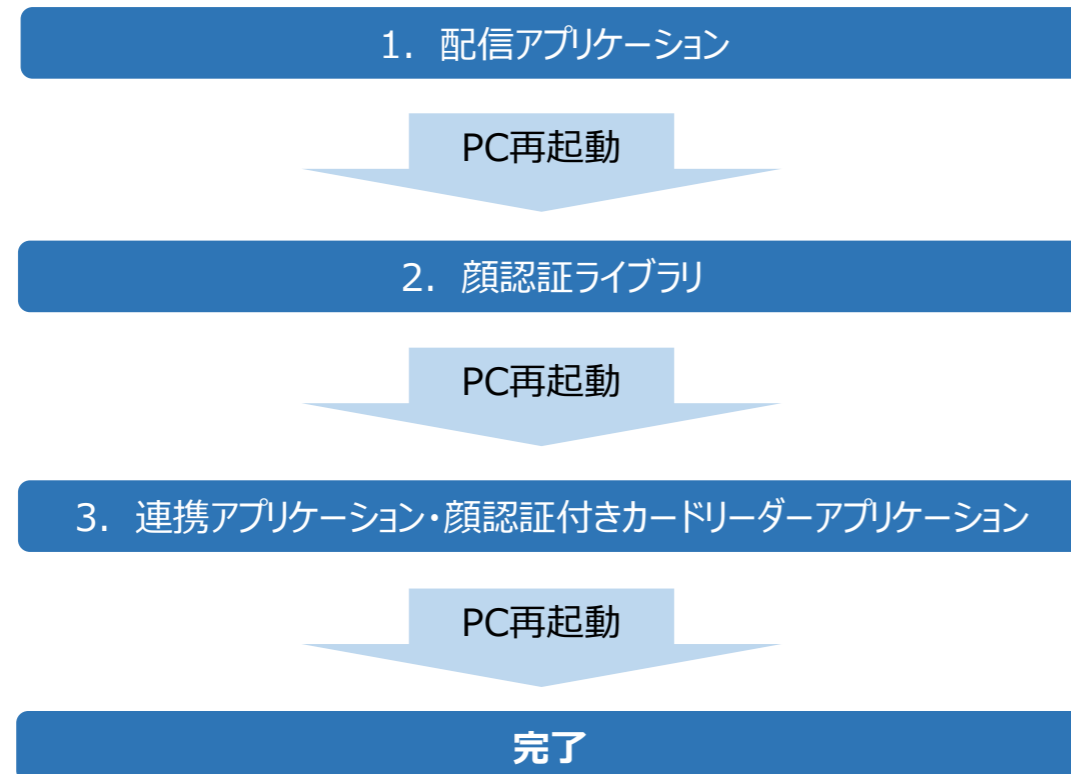 1. 配信アプリケーション
PC再起動
2. 顔認証ライブラリ
PC再起動
3. 連携アプリケーション・顔認証付きカードリーダーアプリケーション
PC再起動
完了